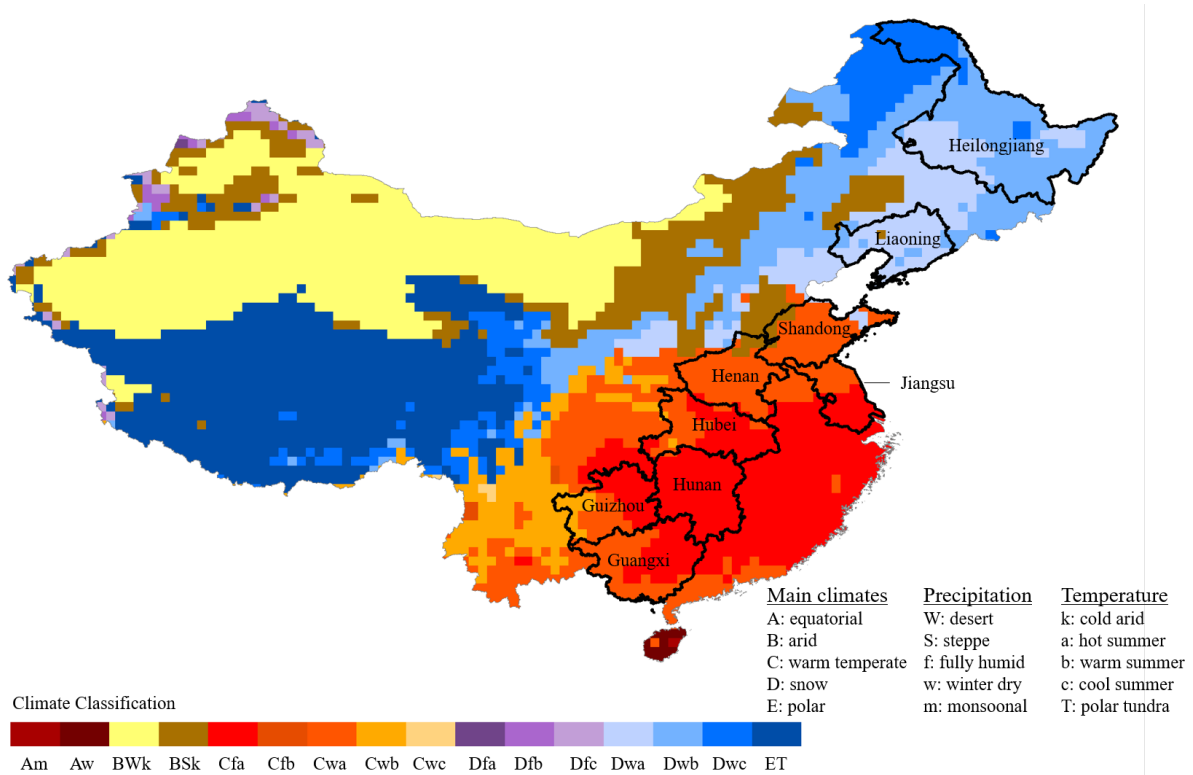 Heilongjiang
Liaoning
Shandong
Henan
Jiangsu
Hubei
Hunan
Guizhou
Guangxi
Main climates
A: equatorial
B: arid
C: warm temperate
D: snow
E: polar
Precipitation
W: desert
S: steppe
f: fully humid
w: winter dry
m: monsoonal
Temperature
k: cold arid
a: hot summer
b: warm summer
c: cool summer
T: polar tundra
Climate Classification
Am Aw BWk BSk Cfa Cfb Cwa Cwb Cwc Dfa Dfb Dfc Dwa Dwb Dwc ET